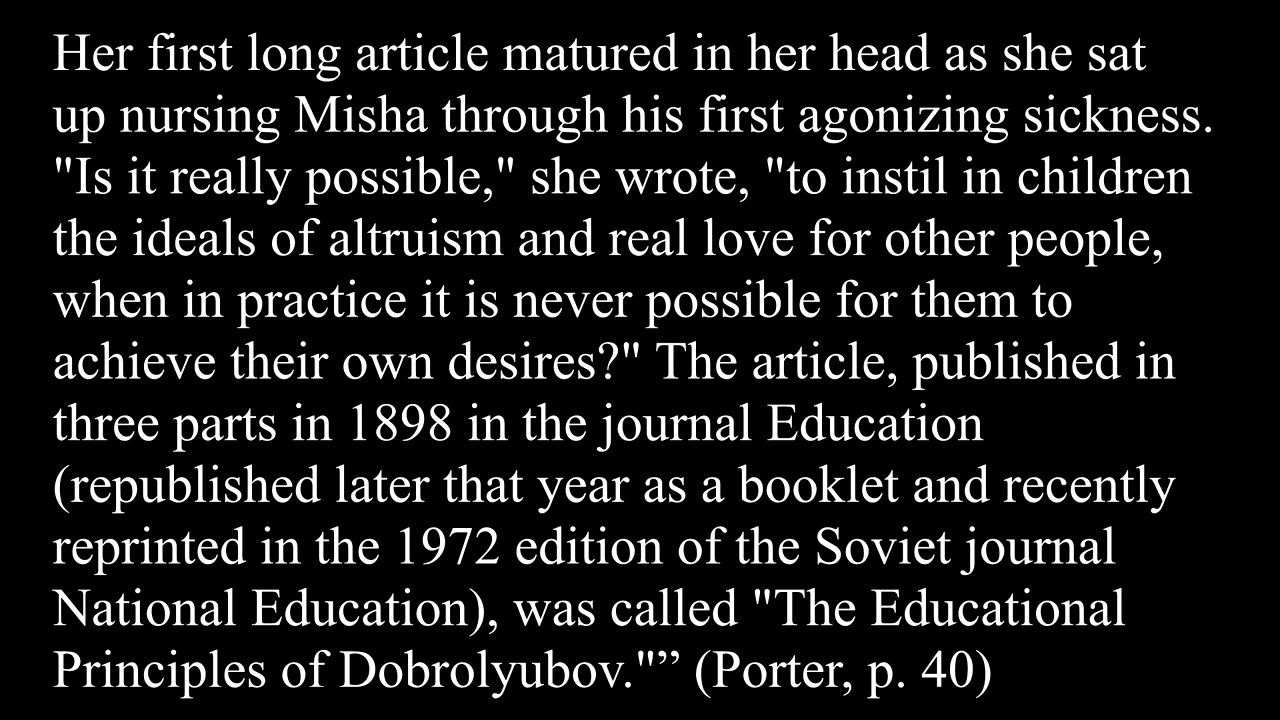 Her first long article matured in her head as she sat
up nursing Misha through his first agonizing sickness.
"Is it really possible," she wrote, "to instil in children
the ideals of altruism and real love for other people,
when in practice it is never possible for them to
achieve their own desires?" The article, published in
three parts in 1898 in the journal Education
(republished later that year as a booklet and recently
reprinted in the 1972 edition of the Soviet journal
National Education), was called "The Educational
Principles of Dobrolyubov."” (Porter, p. 40)